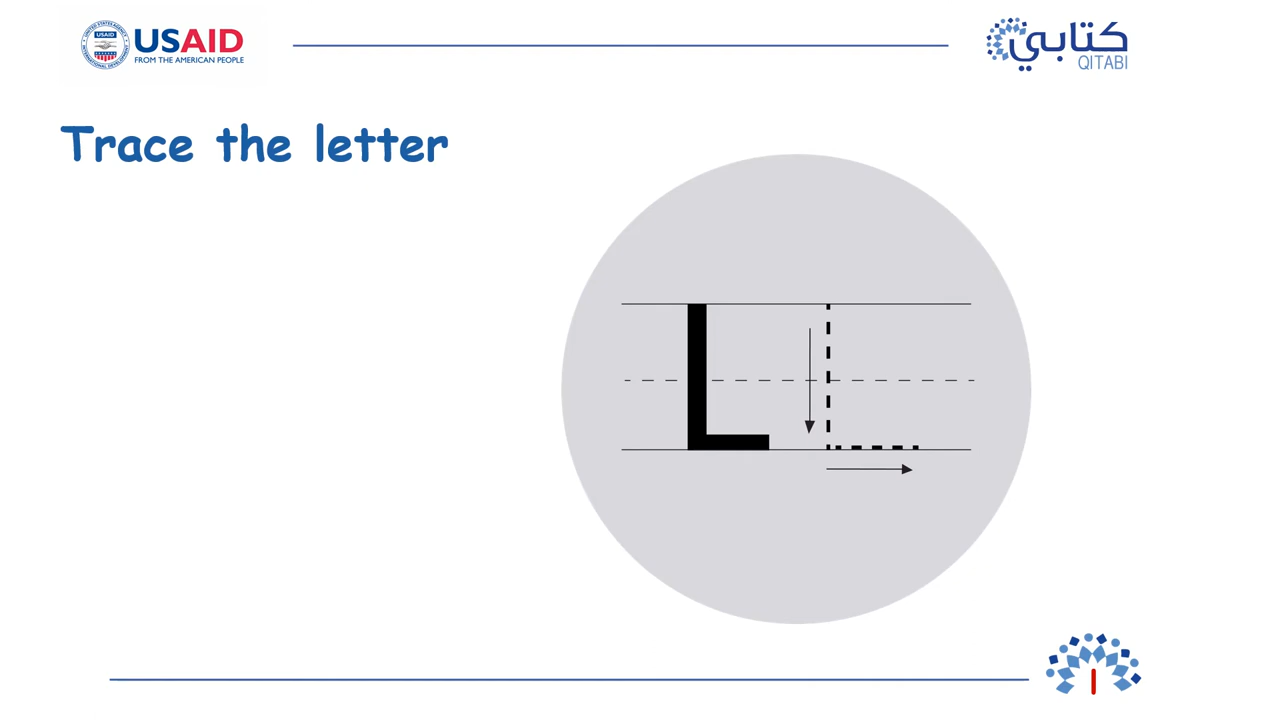 USAID
FROM THE AMERICAN PEOPLE
كتابي
QITABI
Trace the letter
L L